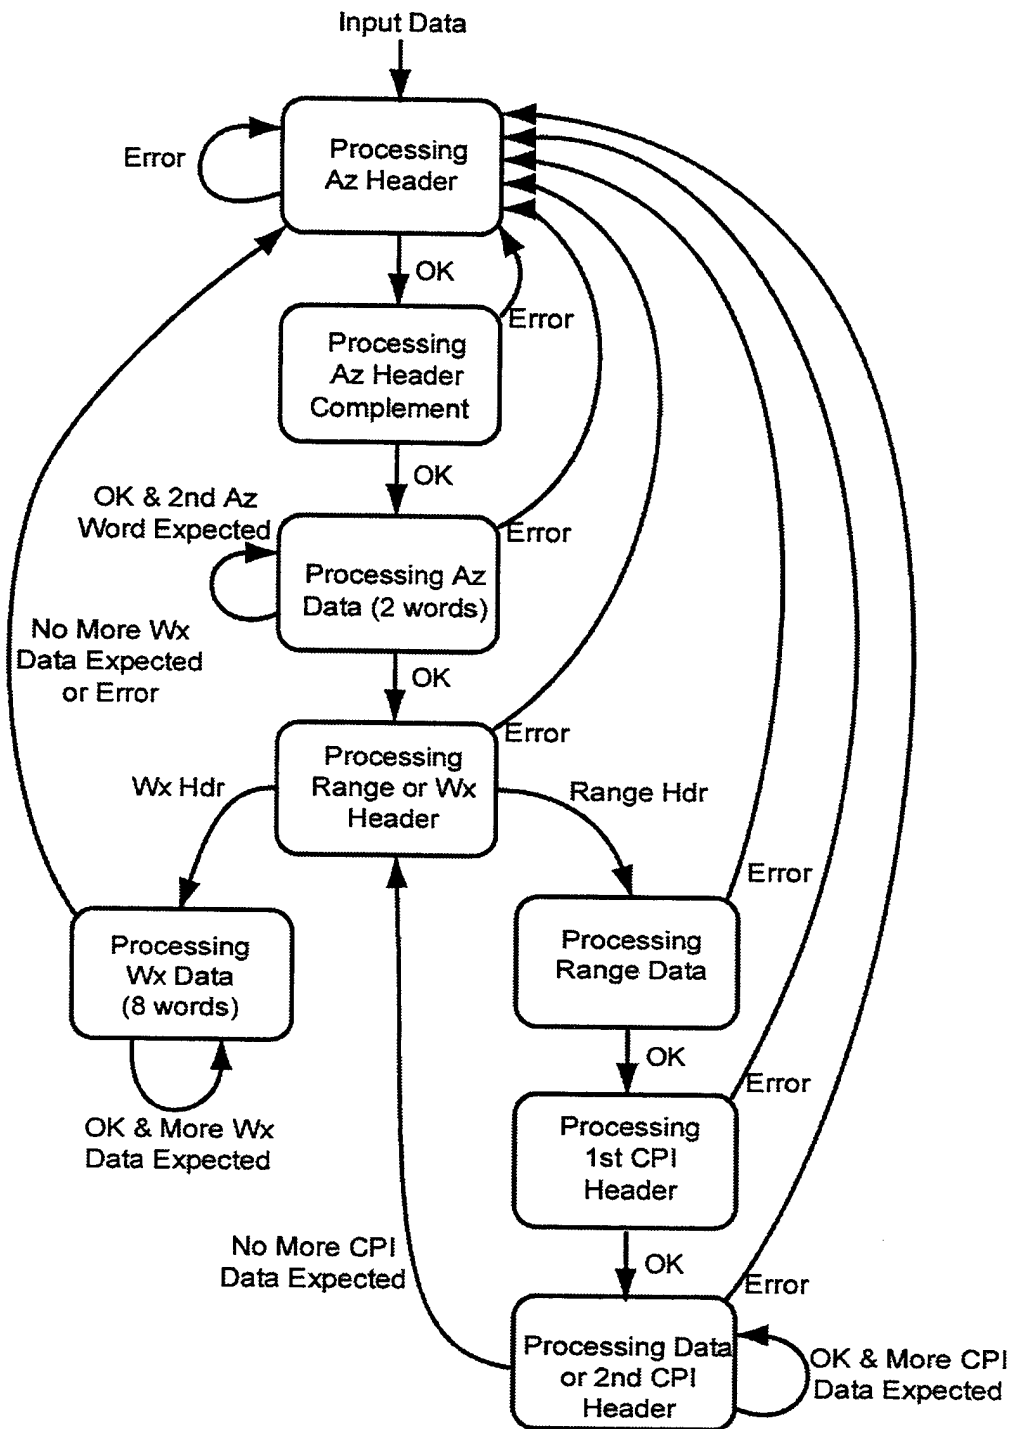 Input Data
Error
Processing
Az Header
OK
Error
Processing
Az Header
Complement
OK
OK & 2nd Az
Word Expected
Error
Processing Az
Data (2 words)
No More Wx
Data Expected
or Error
OK
Error
Processing
Range or Wx
Header
Wx Hdr
Range Hdr
Error
Processing
Wx Data
(8 words)
Processing
Range Data
OK
Error
OK & More Wx
Data Expected
Processing
1st CPI
Header
No More CPI
Data Expected
OK
Error
Processing Data
or 2nd CPI
Header
OK & More CPI
Data Expected